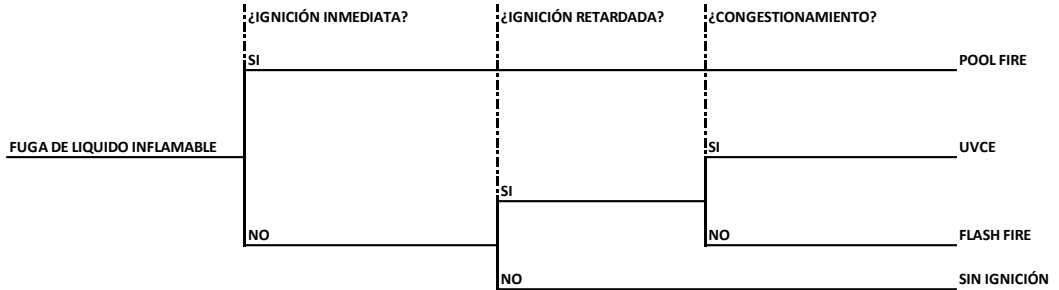 ¿IGNICIÓN INMEDIATA? ¿IGNICIÓN RETARDADA? ¿CONGESTIONAMIENTO?
SI POOL FIRE
FUGA DE LIQUIDO INFLAMABLE SI UVCE
SI
NO NO FLASH FIRE
NO SIN IGNICIÓN